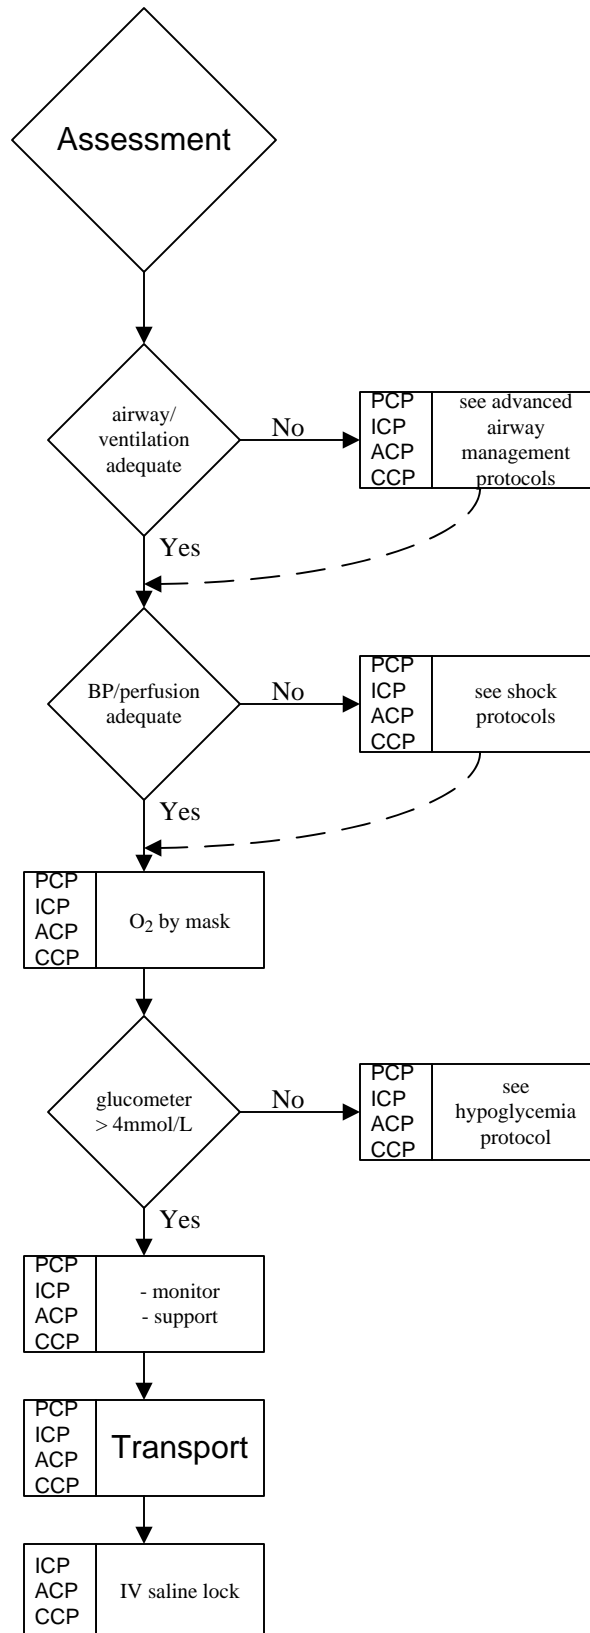 Assessment
airway/
ventilation
adequate
No
PCP
ICP
ACP
CCP
see advanced
airway
management
protocols
Yes
BP/perfusion
adequate
No
PCP
ICP
ACP
CCP
see shock
protocols
Yes
PCP
ICP
ACP
CCP
O₂ by mask
glucometer
> 4mmol/L
No
PCP
ICP
ACP
CCP
see
hypoglycemia
protocol
Yes
PCP
ICP
ACP
CCP
- monitor
- support
PCP
ICP
ACP
CCP
Transport
ICP
ACP
CCP
IV saline lock